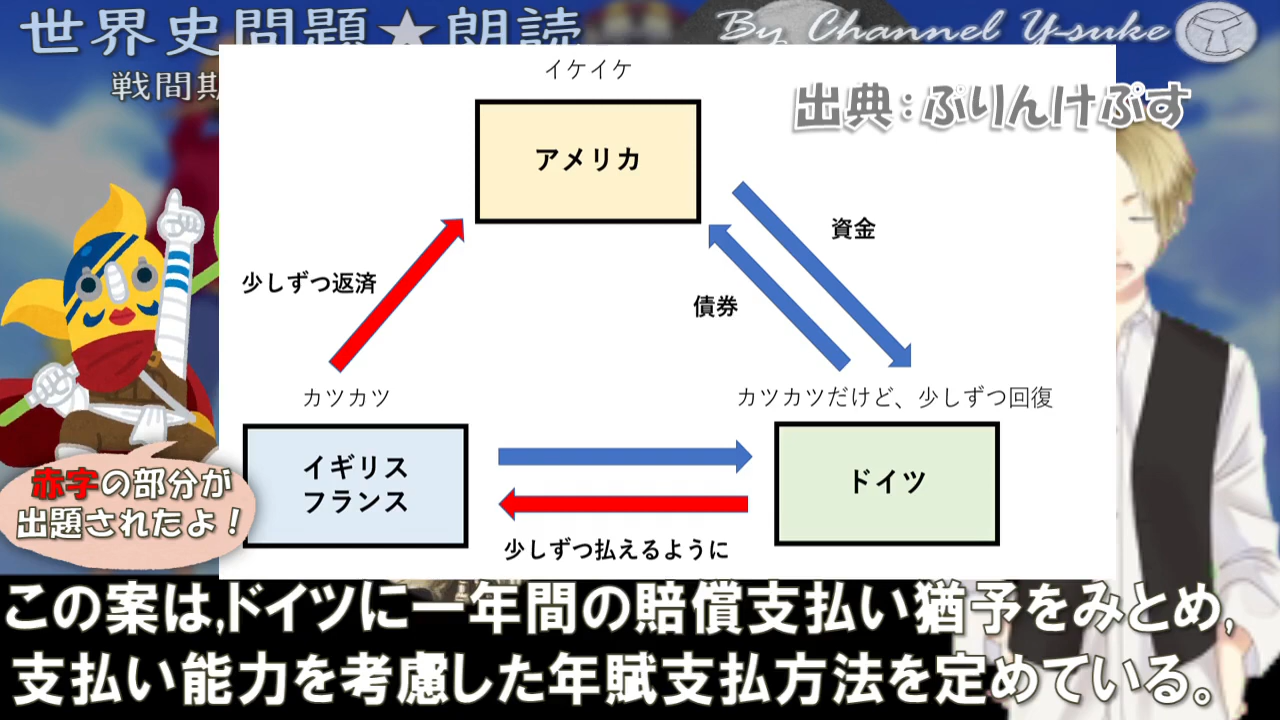 世界史問題★朗読
By Channel Y-suke
戦間期
イケイケ
出典：ぷりんけぷす
アメリカ
資金
少しずつ返済
債券
カツカツ
カツカツだけど、少しずつ回復
イギリス
フランス
ドイツ
赤字の部分が
出題されたよ！
少しずつ払えるように
この案は,ドイツに一年間の賠償支払い猶予をみとめ,
支払い能力を考慮した年賦支払方法を定めている。